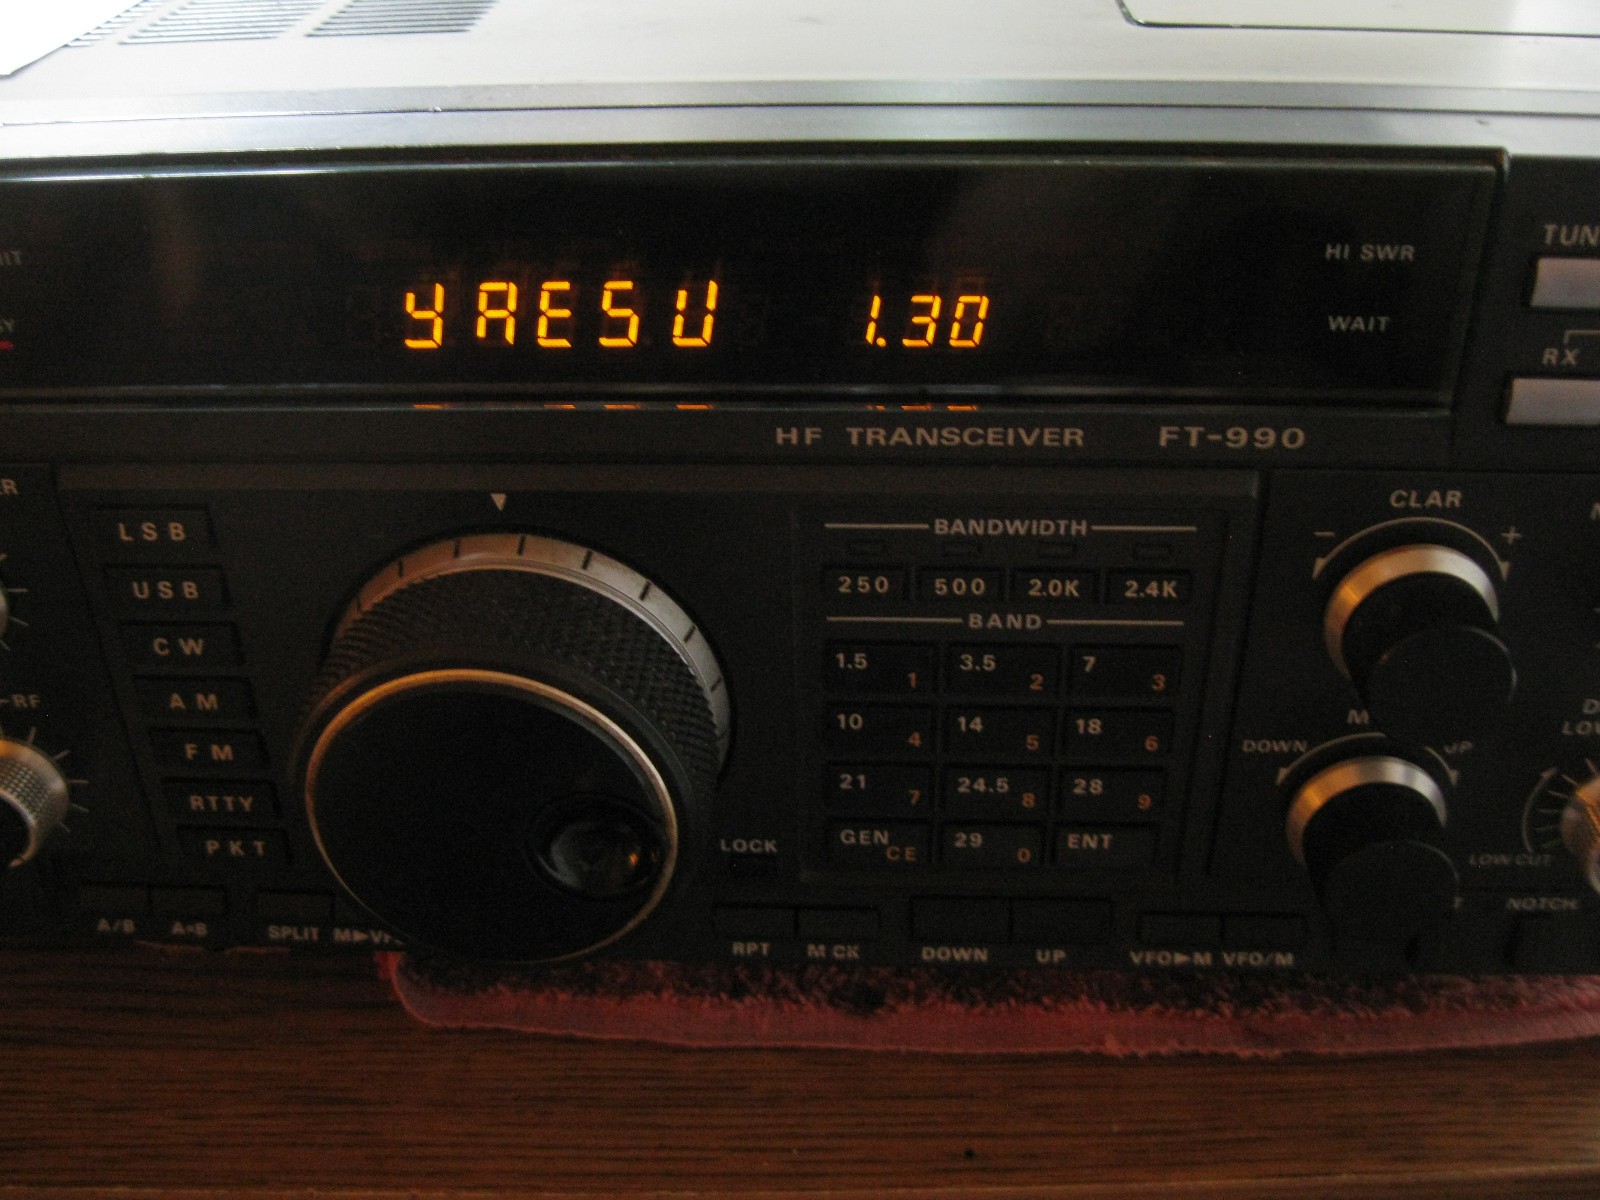 HI SWR
YAESU 1.30
WAIT
RX
HF TRANSCEIVER FT-990
CLAR
- +
LSB
BANDWIDTH
USB
250 500 2.0K 2.4K
BAND
CW
1.5 1 3.5 2 7 3
AM
RF
10 4 14 5 18 6
FM
DOWN UP
21 7 24.5 8 28 9
RTTY
PKT
LOCK
GEN CE 29 0 ENT
LOW CUT
A/B A=B SPLIT
NOTCH
RPT M CK DOWN UP VFO▶M VFO/M